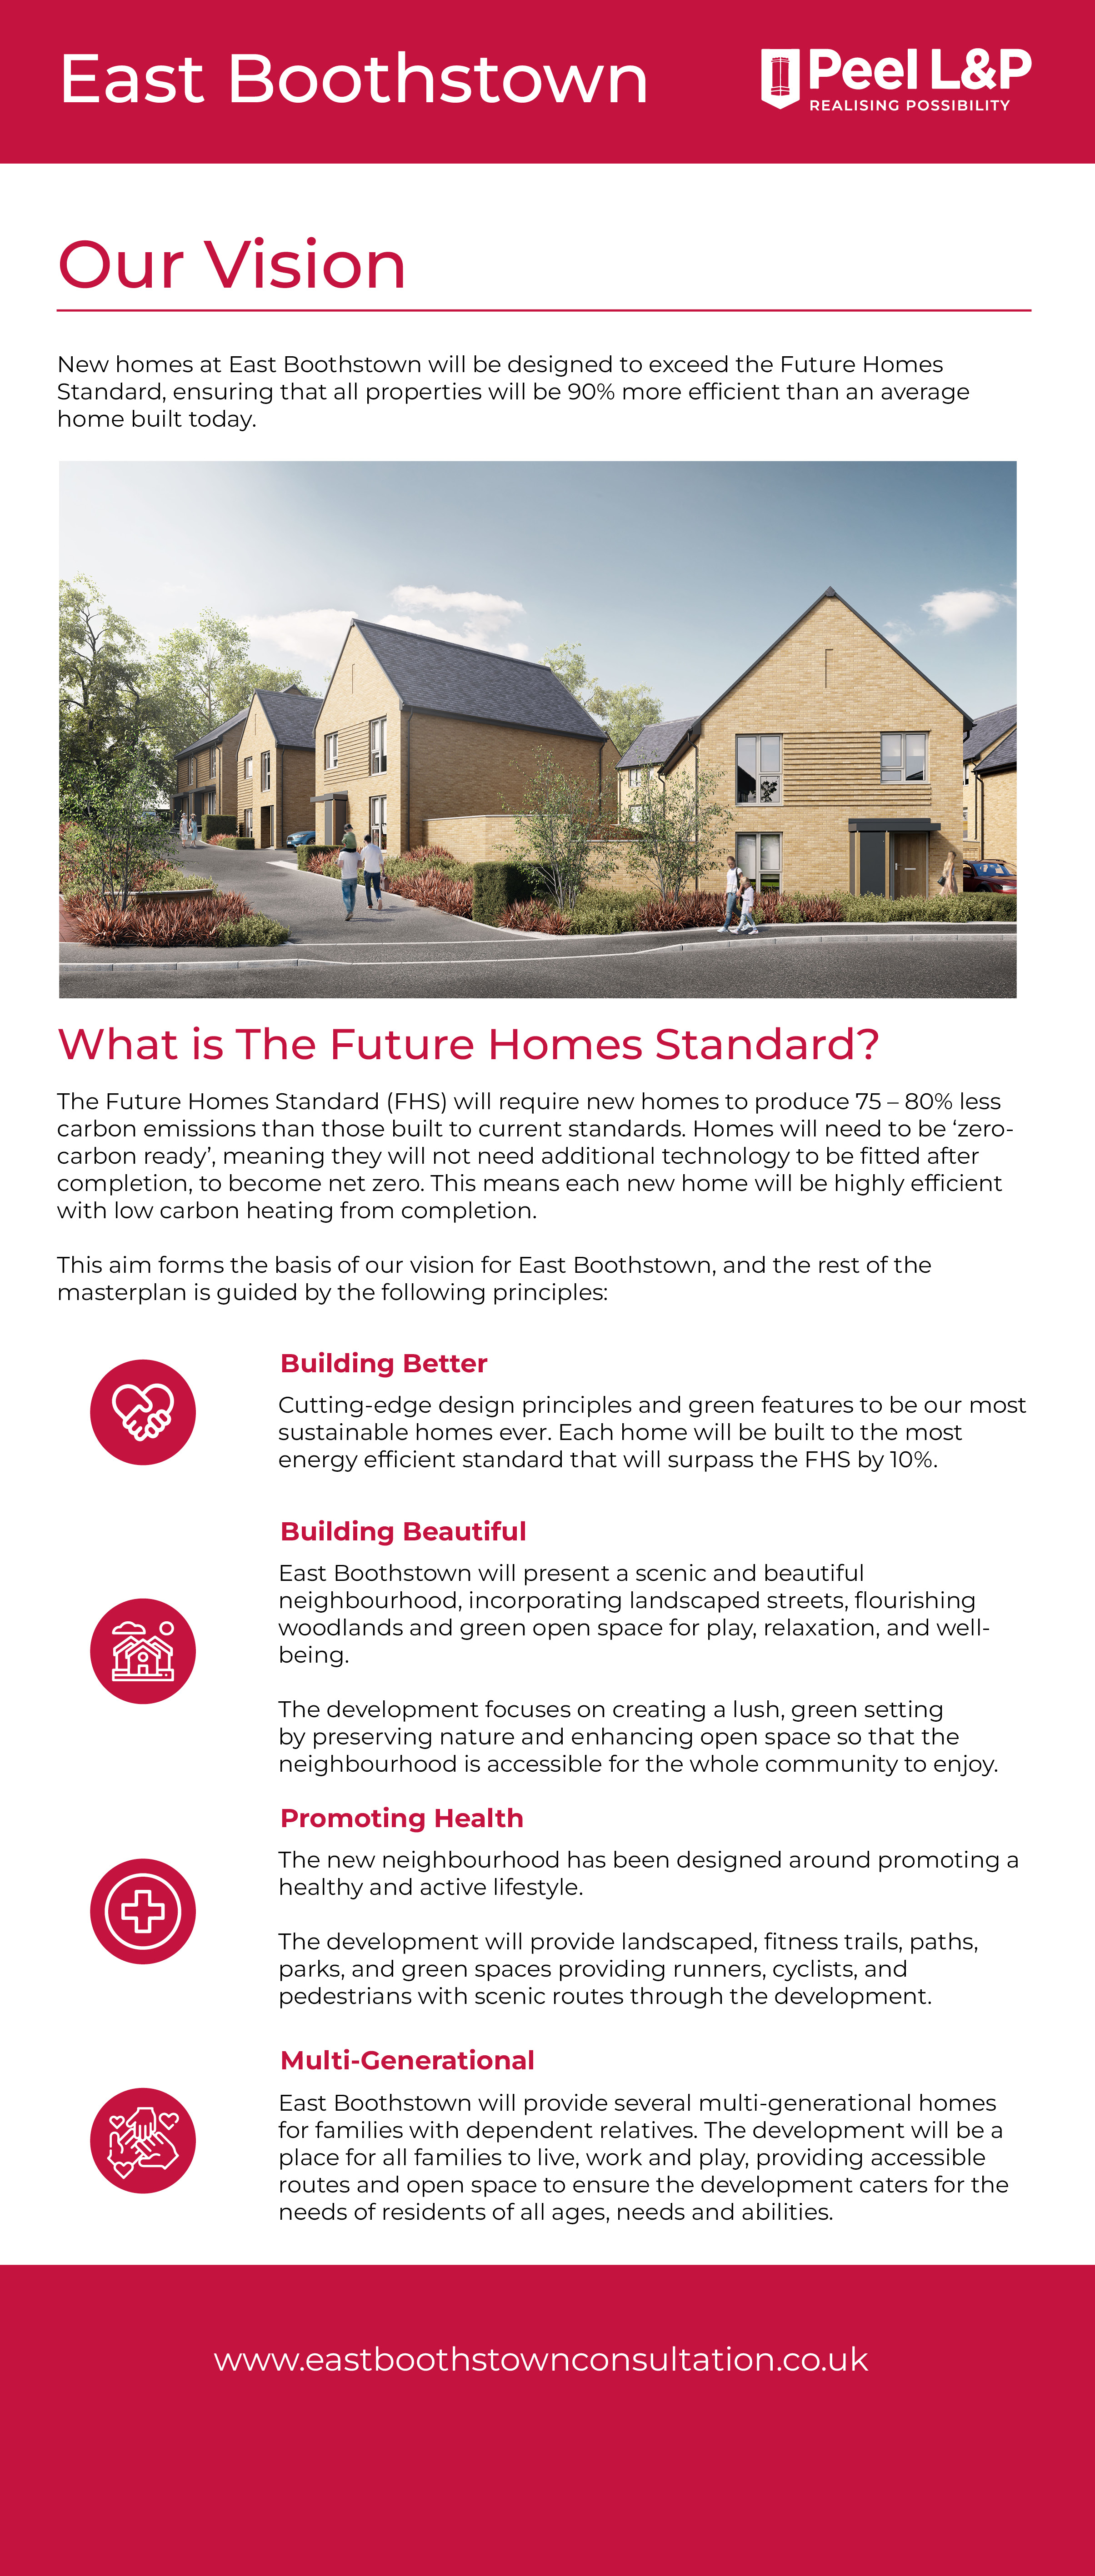 East Boothstown
Peel L&P
REALISING POSSIBILITY
Our Vision
New homes at East Boothstown will be designed to exceed the Future Homes
Standard, ensuring that all properties will be 90% more efficient than an average
home built today.
What is The Future Homes Standard?
The Future Homes Standard (FHS) will require new homes to produce 75 – 80% less
carbon emissions than those built to current standards. Homes will need to be ‘zero-
carbon ready’, meaning they will not need additional technology to be fitted after
completion, to become net zero. This means each new home will be highly efficient
with low carbon heating from completion.
This aim forms the basis of our vision for East Boothstown, and the rest of the
masterplan is guided by the following principles:
Building Better
Cutting-edge design principles and green features to be our most
sustainable homes ever. Each home will be built to the most
energy efficient standard that will surpass the FHS by 10%.
Building Beautiful
East Boothstown will present a scenic and beautiful
neighbourhood, incorporating landscaped streets, flourishing
woodlands and green open space for play, relaxation, and well-
being.
The development focuses on creating a lush, green setting
by preserving nature and enhancing open space so that the
neighbourhood is accessible for the whole community to enjoy.
Promoting Health
The new neighbourhood has been designed around promoting a
healthy and active lifestyle.
The development will provide landscaped, fitness trails, paths,
parks, and green spaces providing runners, cyclists, and
pedestrians with scenic routes through the development.
Multi-Generational
East Boothstown will provide several multi-generational homes
for families with dependent relatives. The development will be a
place for all families to live, work and play, providing accessible
routes and open space to ensure the development caters for the
needs of residents of all ages, needs and abilities.
www.eastboothstownconsultation.co.uk